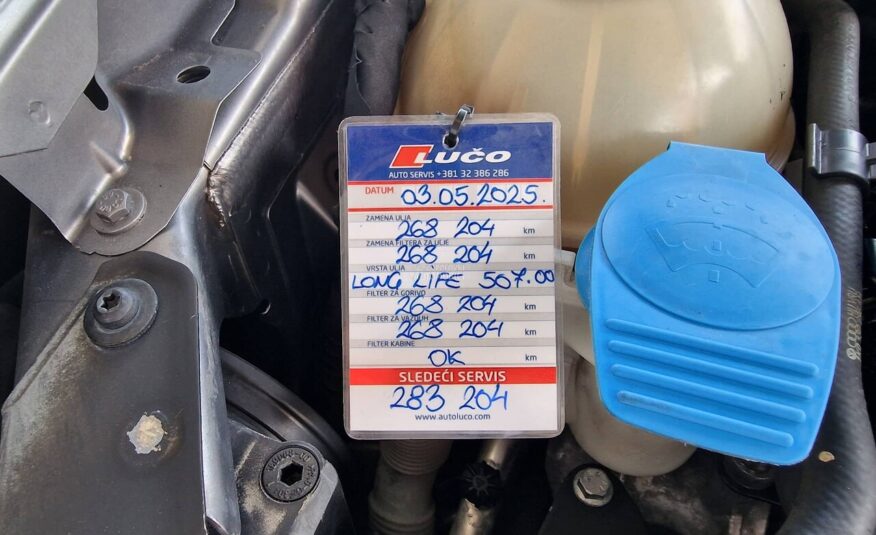 LUČO
AUTO SERVIS +381 32 386 286
DATUM 03.05.2025.
ZAMENA ULJA
268 204 km
ZAMENA FILTERA ZA ULJE
268 204 km
VRSTA ULJA
LONG LIFE 507.00
FILTER ZA GORIVO
268 204 km
FILTER ZA VAZDUH
268 204 km
FILTER KABINE
OK km
SLEDEĆI SERVIS
283 204
www.autoluco.com